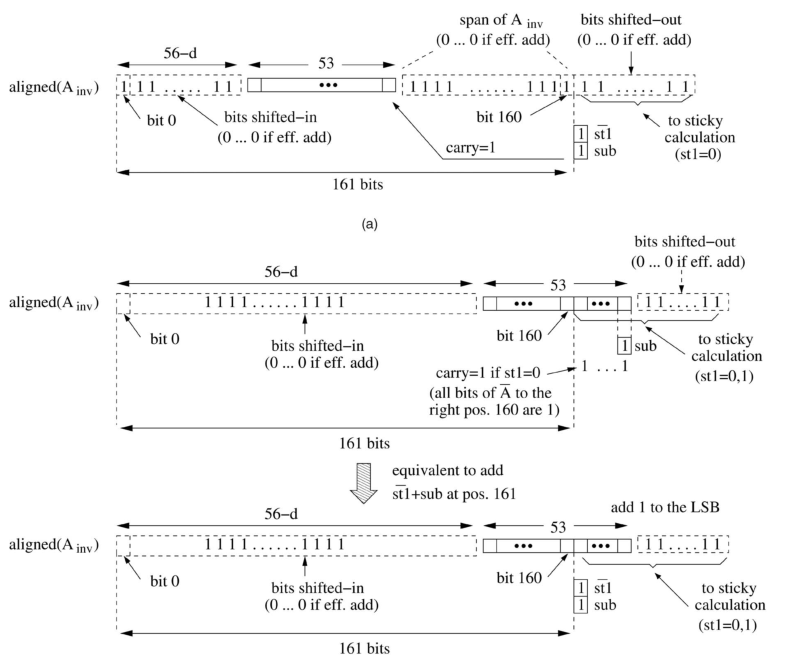 span of A inv
(0 ... 0 if eff. add)
bits shifted-out
(0 ... 0 if eff. add)
56-d
53
aligned(A inv)
1 1 1 ..... 1 1
•••
1 1 1 1 ...... 1 1 1 1 1 1 ..... 1 1
bit 0
bits shifted-in
(0 ... 0 if eff. add)
bit 160
carry=1
1 s̅t̅1
1 sub
to sticky
calculation
(st1=0)
161 bits
(a)
bits shifted-out
(0 ... 0 if eff. add)
56-d
53
aligned(A inv)
1 1 1 1 ...... 1 1 1 1
•••
•••
1 1 .... 1 1
bit 0
bits shifted-in
(0 ... 0 if eff. add)
bit 160
1 sub
to sticky
calculation
(st1=0,1)
carry=1 if st1=0
(all bits of A̅ to the
right pos. 160 are 1)
1 ... 1
161 bits
equivalent to add
s̅t̅1+sub at pos. 161
add 1 to the LSB
56-d
53
aligned(A inv)
1 1 1 1 ...... 1 1 1 1
•••
•••
1 1 .... 1 1
bit 0
bits shifted-in
(0 ... 0 if eff. add)
bit 160
1 s̅t̅1
1 sub
to sticky
calculation
(st1=0,1)
161 bits